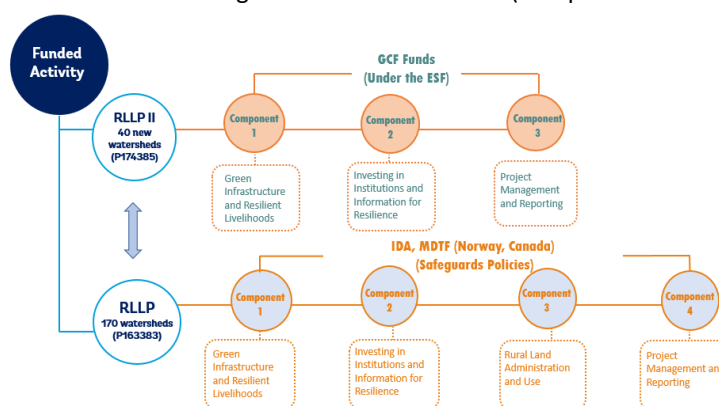 Funded
Activity
GCF Funds
(Under the ESF)
RLLP II
40 new
watersheds
(P174385)
Component
1
Component
2
Component
3
Green
Infrastructure
and Resilient
Livelihoods
Investing in
Institutions and
Information for
Resilience
Project
Management
and Reporting
IDA, MDTF (Norway, Canada)
(Safeguards Policies)
RLLP
170 watersheds
(P163383)
Component
1
Component
2
Component
3
Component
4
Green
Infrastructure
and Resilient
Livelihoods
Investing in
Institutions and
Information for
Resilience
Rural Land
Administration
and Use
Project
Management an
Reporting